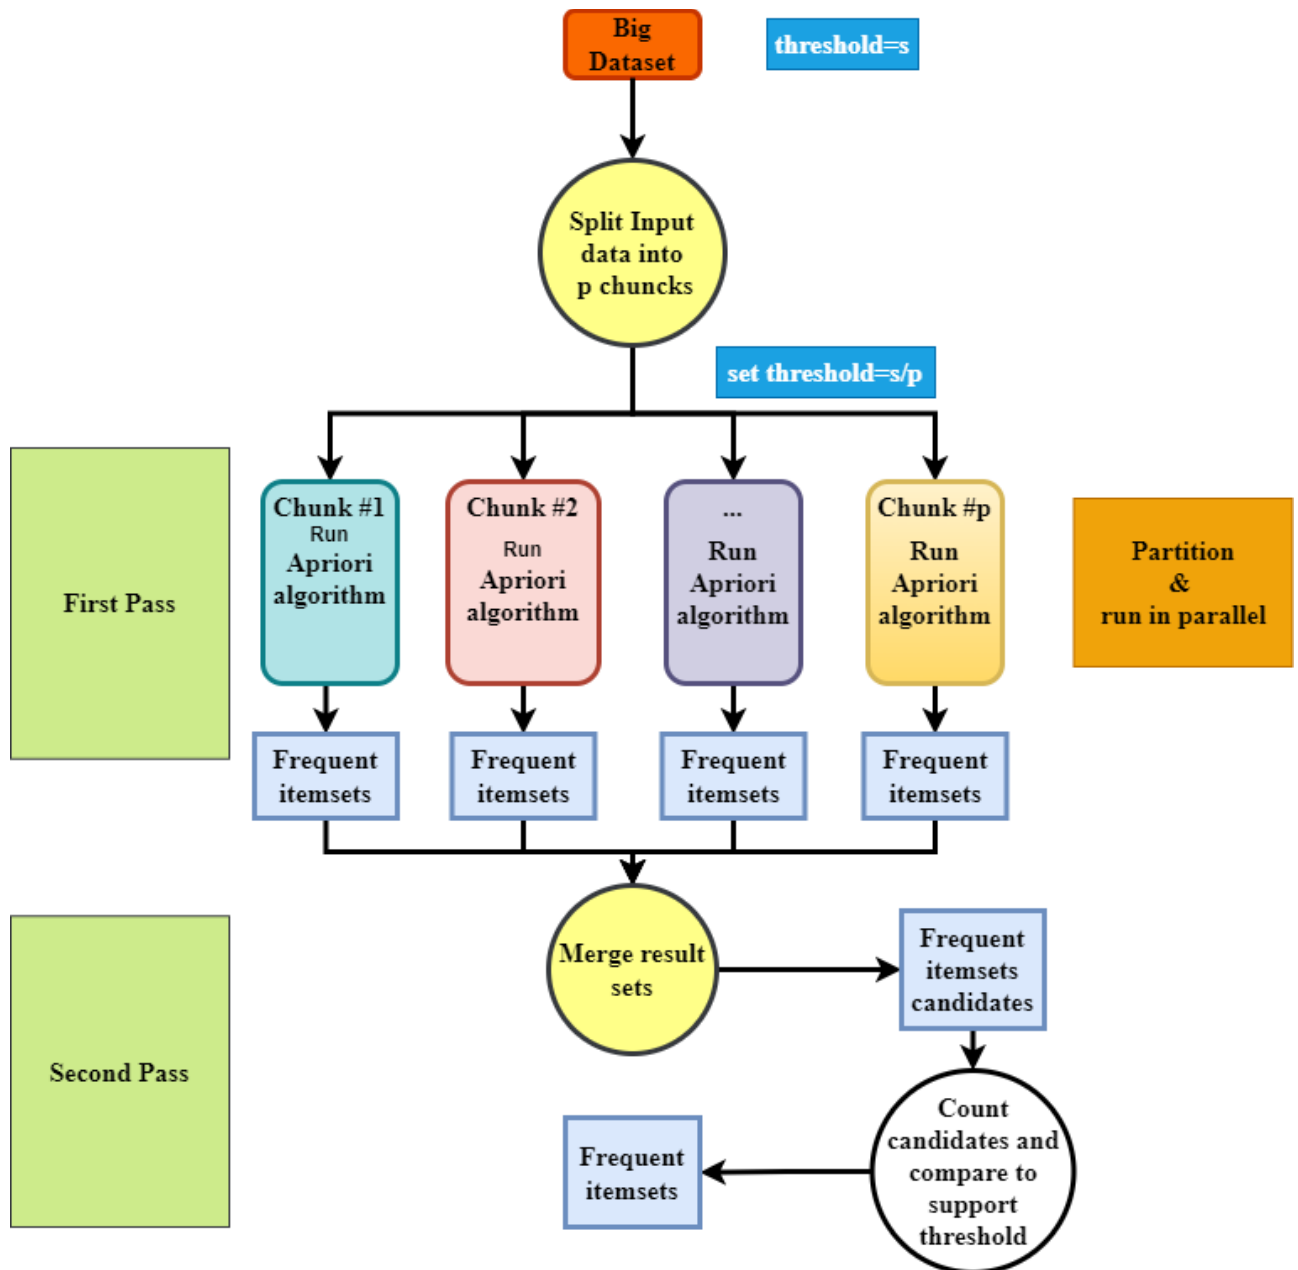 Big
Dataset
threshold=s
Split Input
data into
p chuncks
set threshold=s/p
First Pass
Chunk #1
Run
Apriori
algorithm
Chunk #2
Run
Apriori
algorithm
...
Run
Apriori
algorithm
Chunk #p
Run
Apriori
algorithm
Partition
&
run in parallel
Frequent
itemsets
Frequent
itemsets
Frequent
itemsets
Frequent
itemsets
Second Pass
Merge result
sets
Frequent
itemsets
candidates
Count
candidates and
compare to
support
threshold
Frequent
itemsets